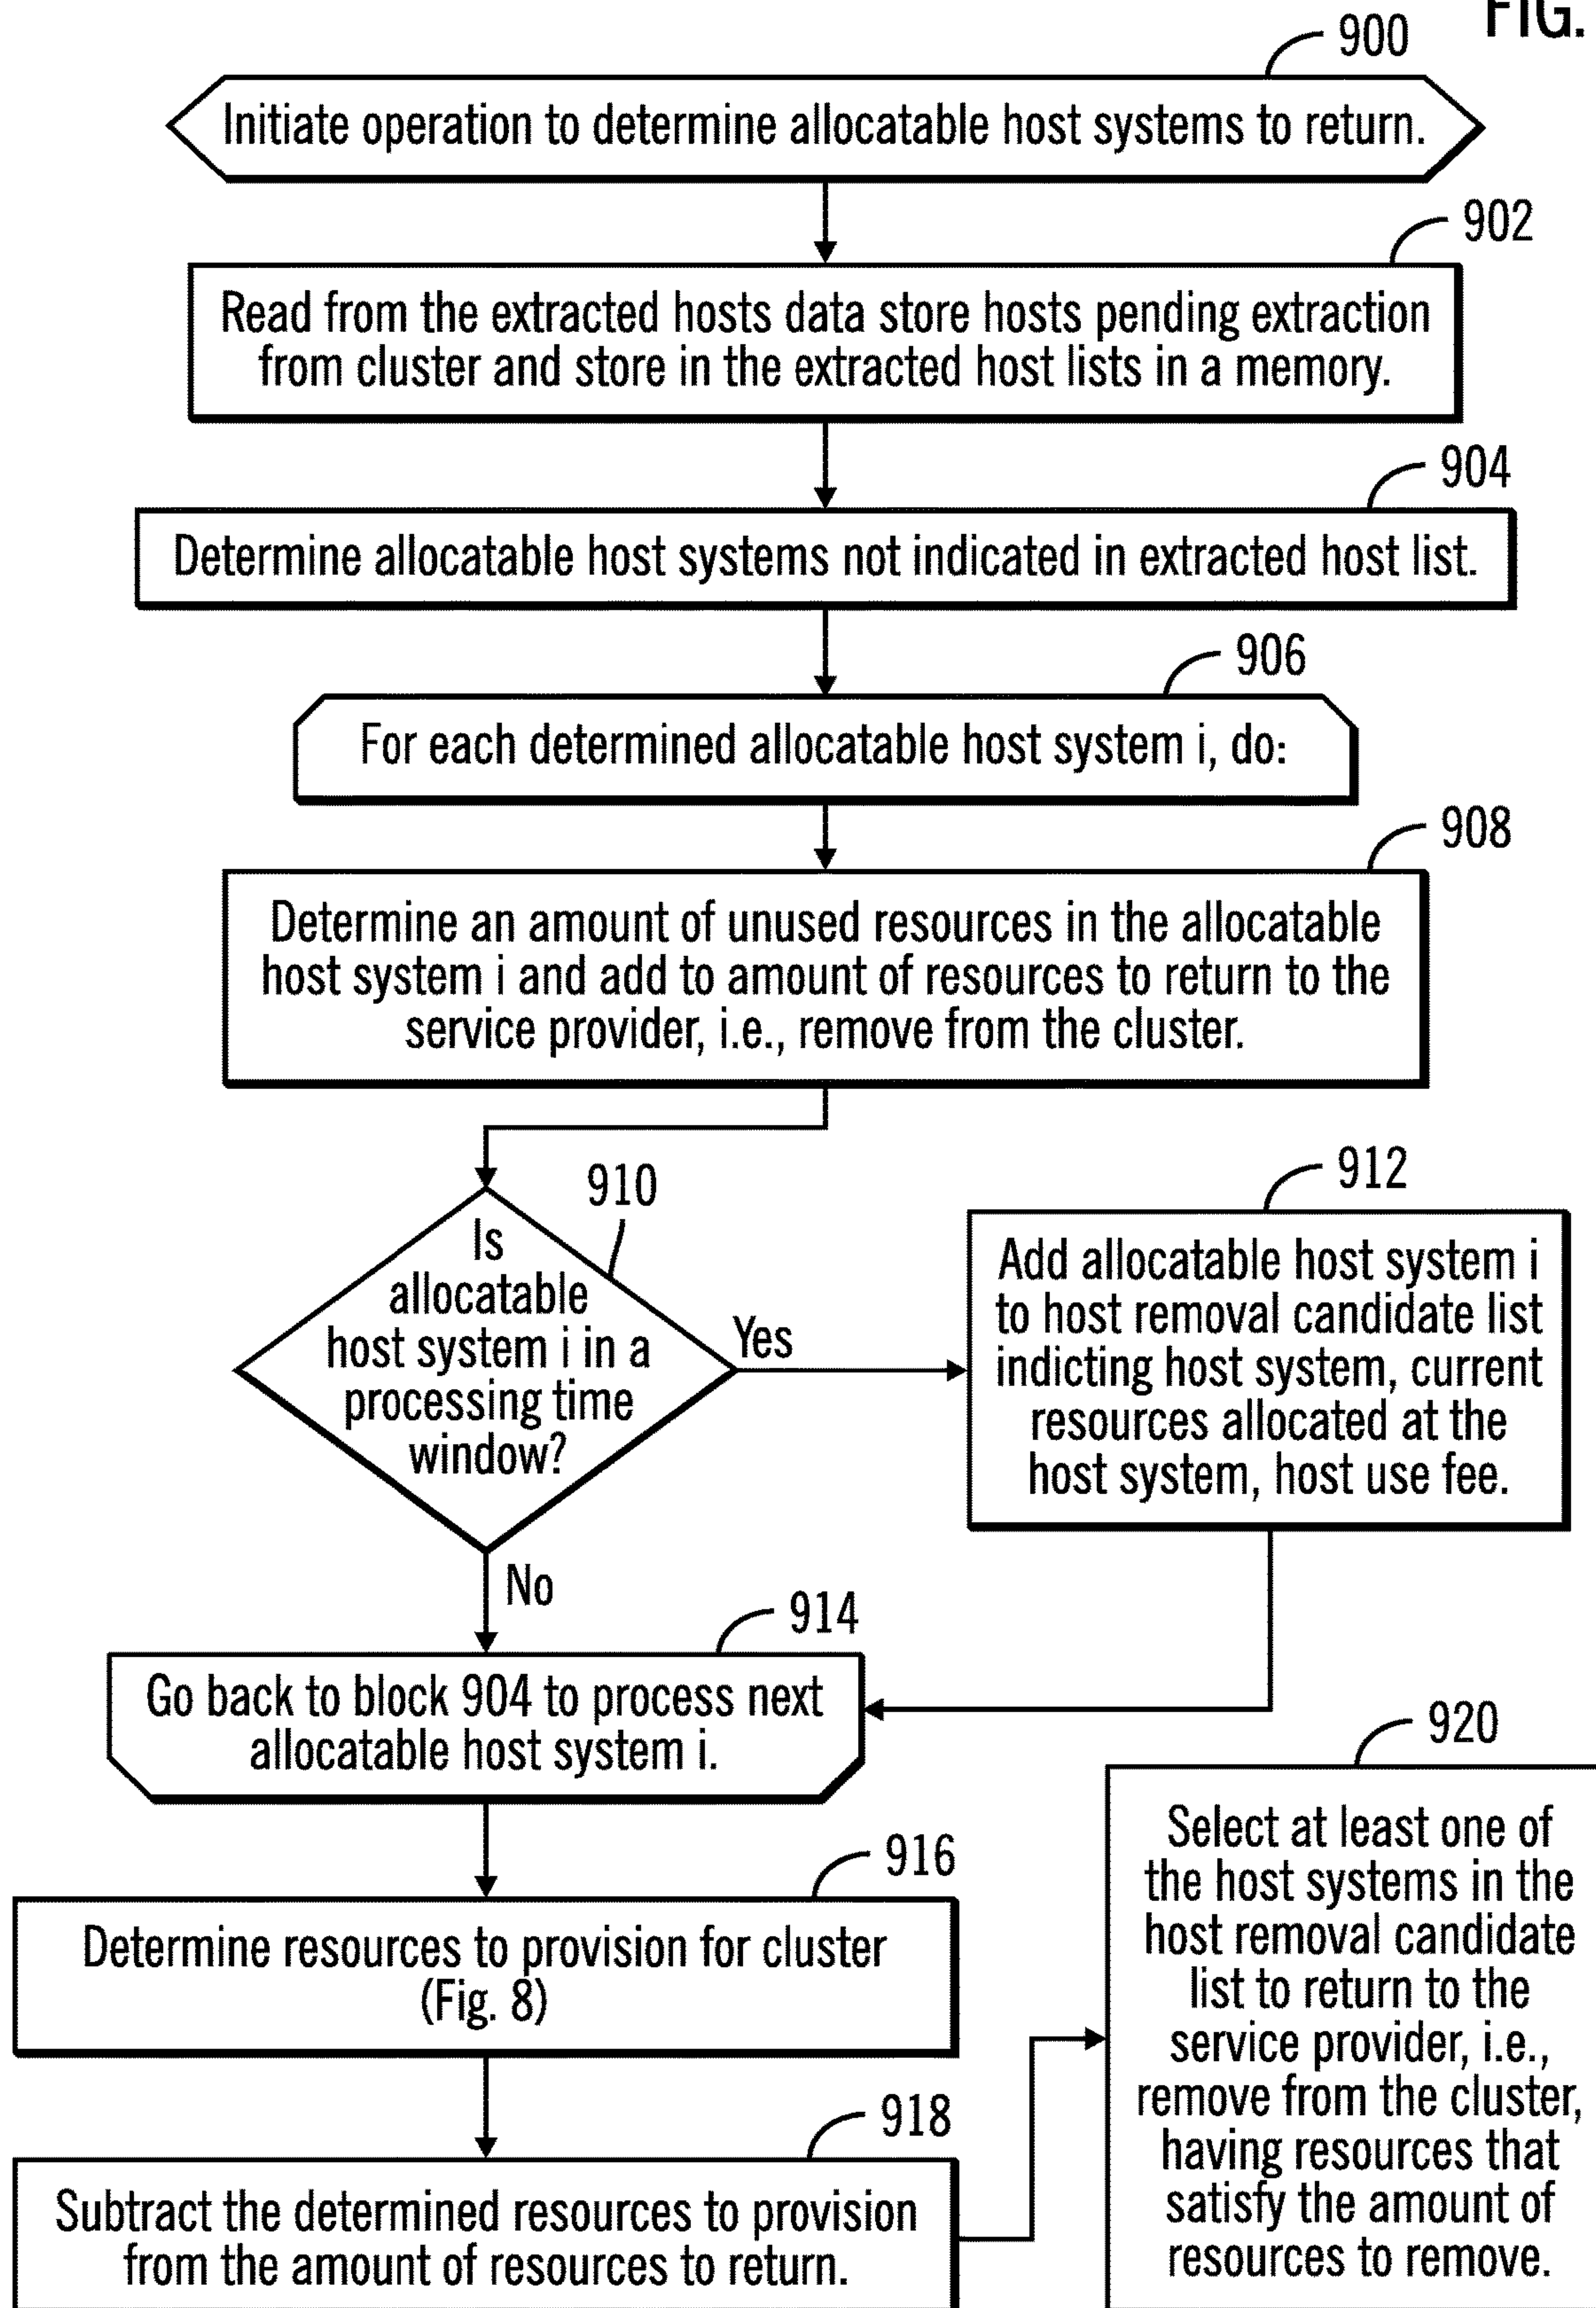 FIG.
900
Initiate operation to determine allocatable host systems to return.
902
Read from the extracted hosts data store hosts pending extraction
from cluster and store in the extracted host lists in a memory.
904
Determine allocatable host systems not indicated in extracted host list.
906
For each determined allocatable host system i, do:
908
Determine an amount of unused resources in the allocatable
host system i and add to amount of resources to return to the
service provider, i.e., remove from the cluster.
910
Is
allocatable
host system i in a
processing time
window?
Yes
No
912
Add allocatable host system i
to host removal candidate list
indicting host system, current
resources allocated at the
host system, host use fee.
914
Go back to block 904 to process next
allocatable host system i.
916
Determine resources to provision for cluster
(Fig. 8)
918
Subtract the determined resources to provision
from the amount of resources to return.
920
Select at least one of
the host systems in the
host removal candidate
list to return to the
service provider, i.e.,
remove from the cluster,
having resources that
satisfy the amount of
resources to remove.